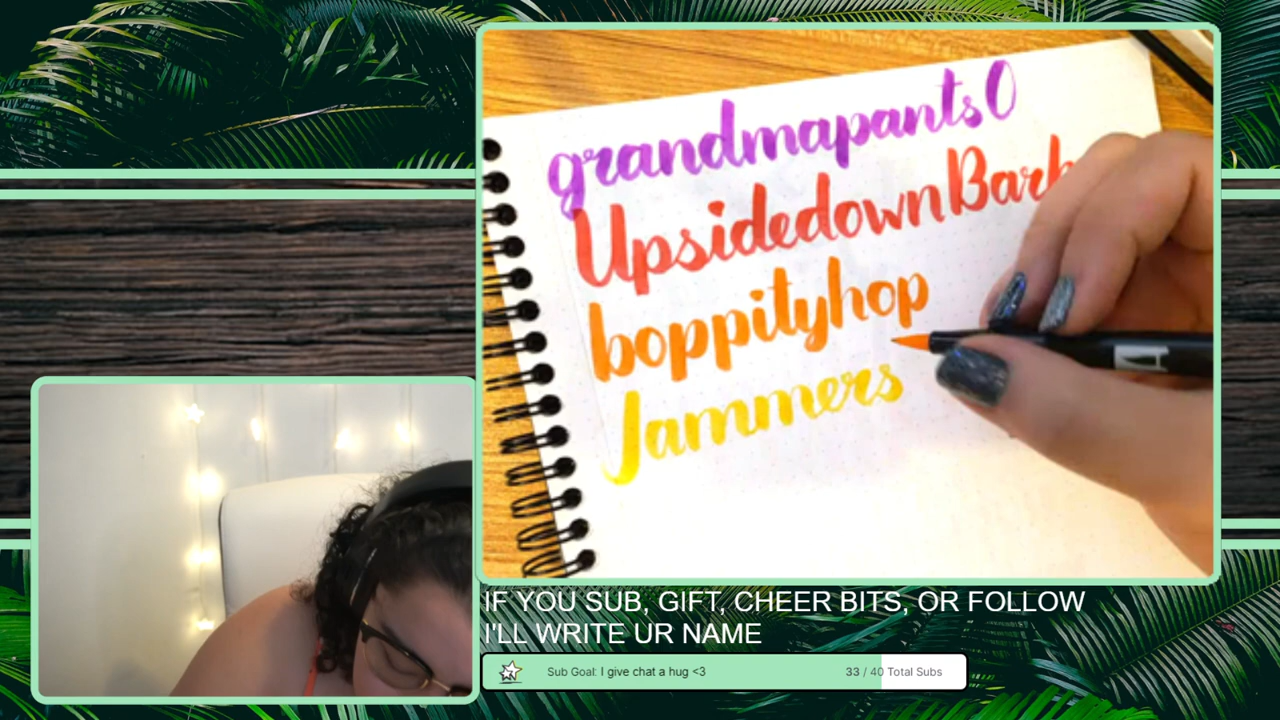 grandmapants0
UpsidedownBark
boppityhop
Jammers
IF YOU SUB, GIFT, CHEER BITS, OR FOLLOW
I'LL WRITE UR NAME
Sub Goal: I give chat a hug <3 33 / 40 Total Subs